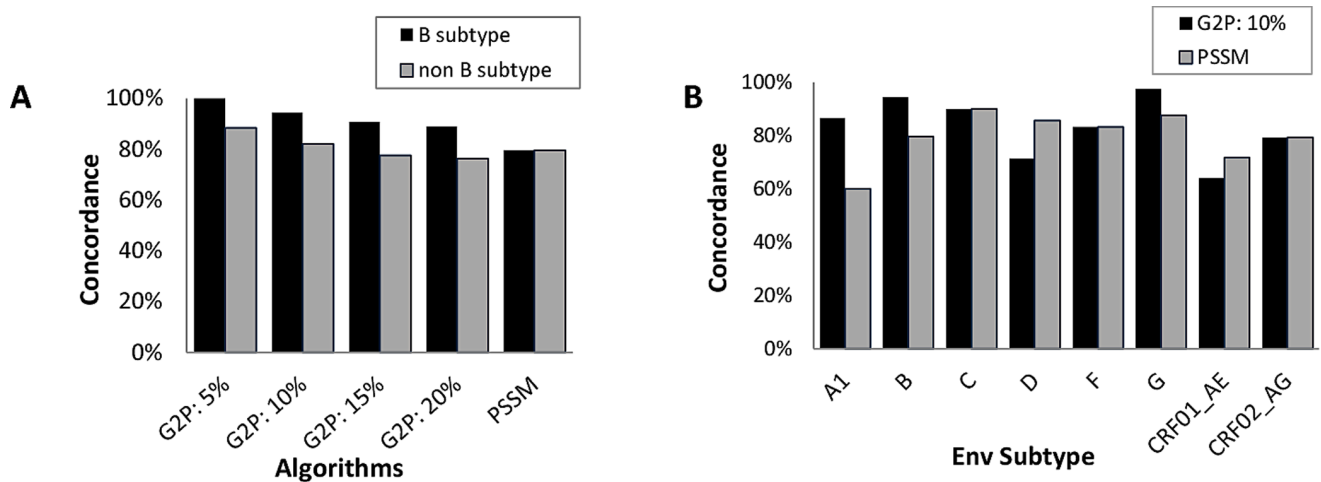 A
B subtype
non B subtype
100%
80%
60%
40%
20%
0%
Concordance
G2P: 5%
G2P: 10%
G2P: 15%
G2P: 20%
PSSM
Algorithms
B
G2P: 10%
PSSM
100%
80%
60%
40%
20%
0%
Concordance
A1
B
C
D
F
G
CRF01_AE
CRF02_AG
Env Subtype